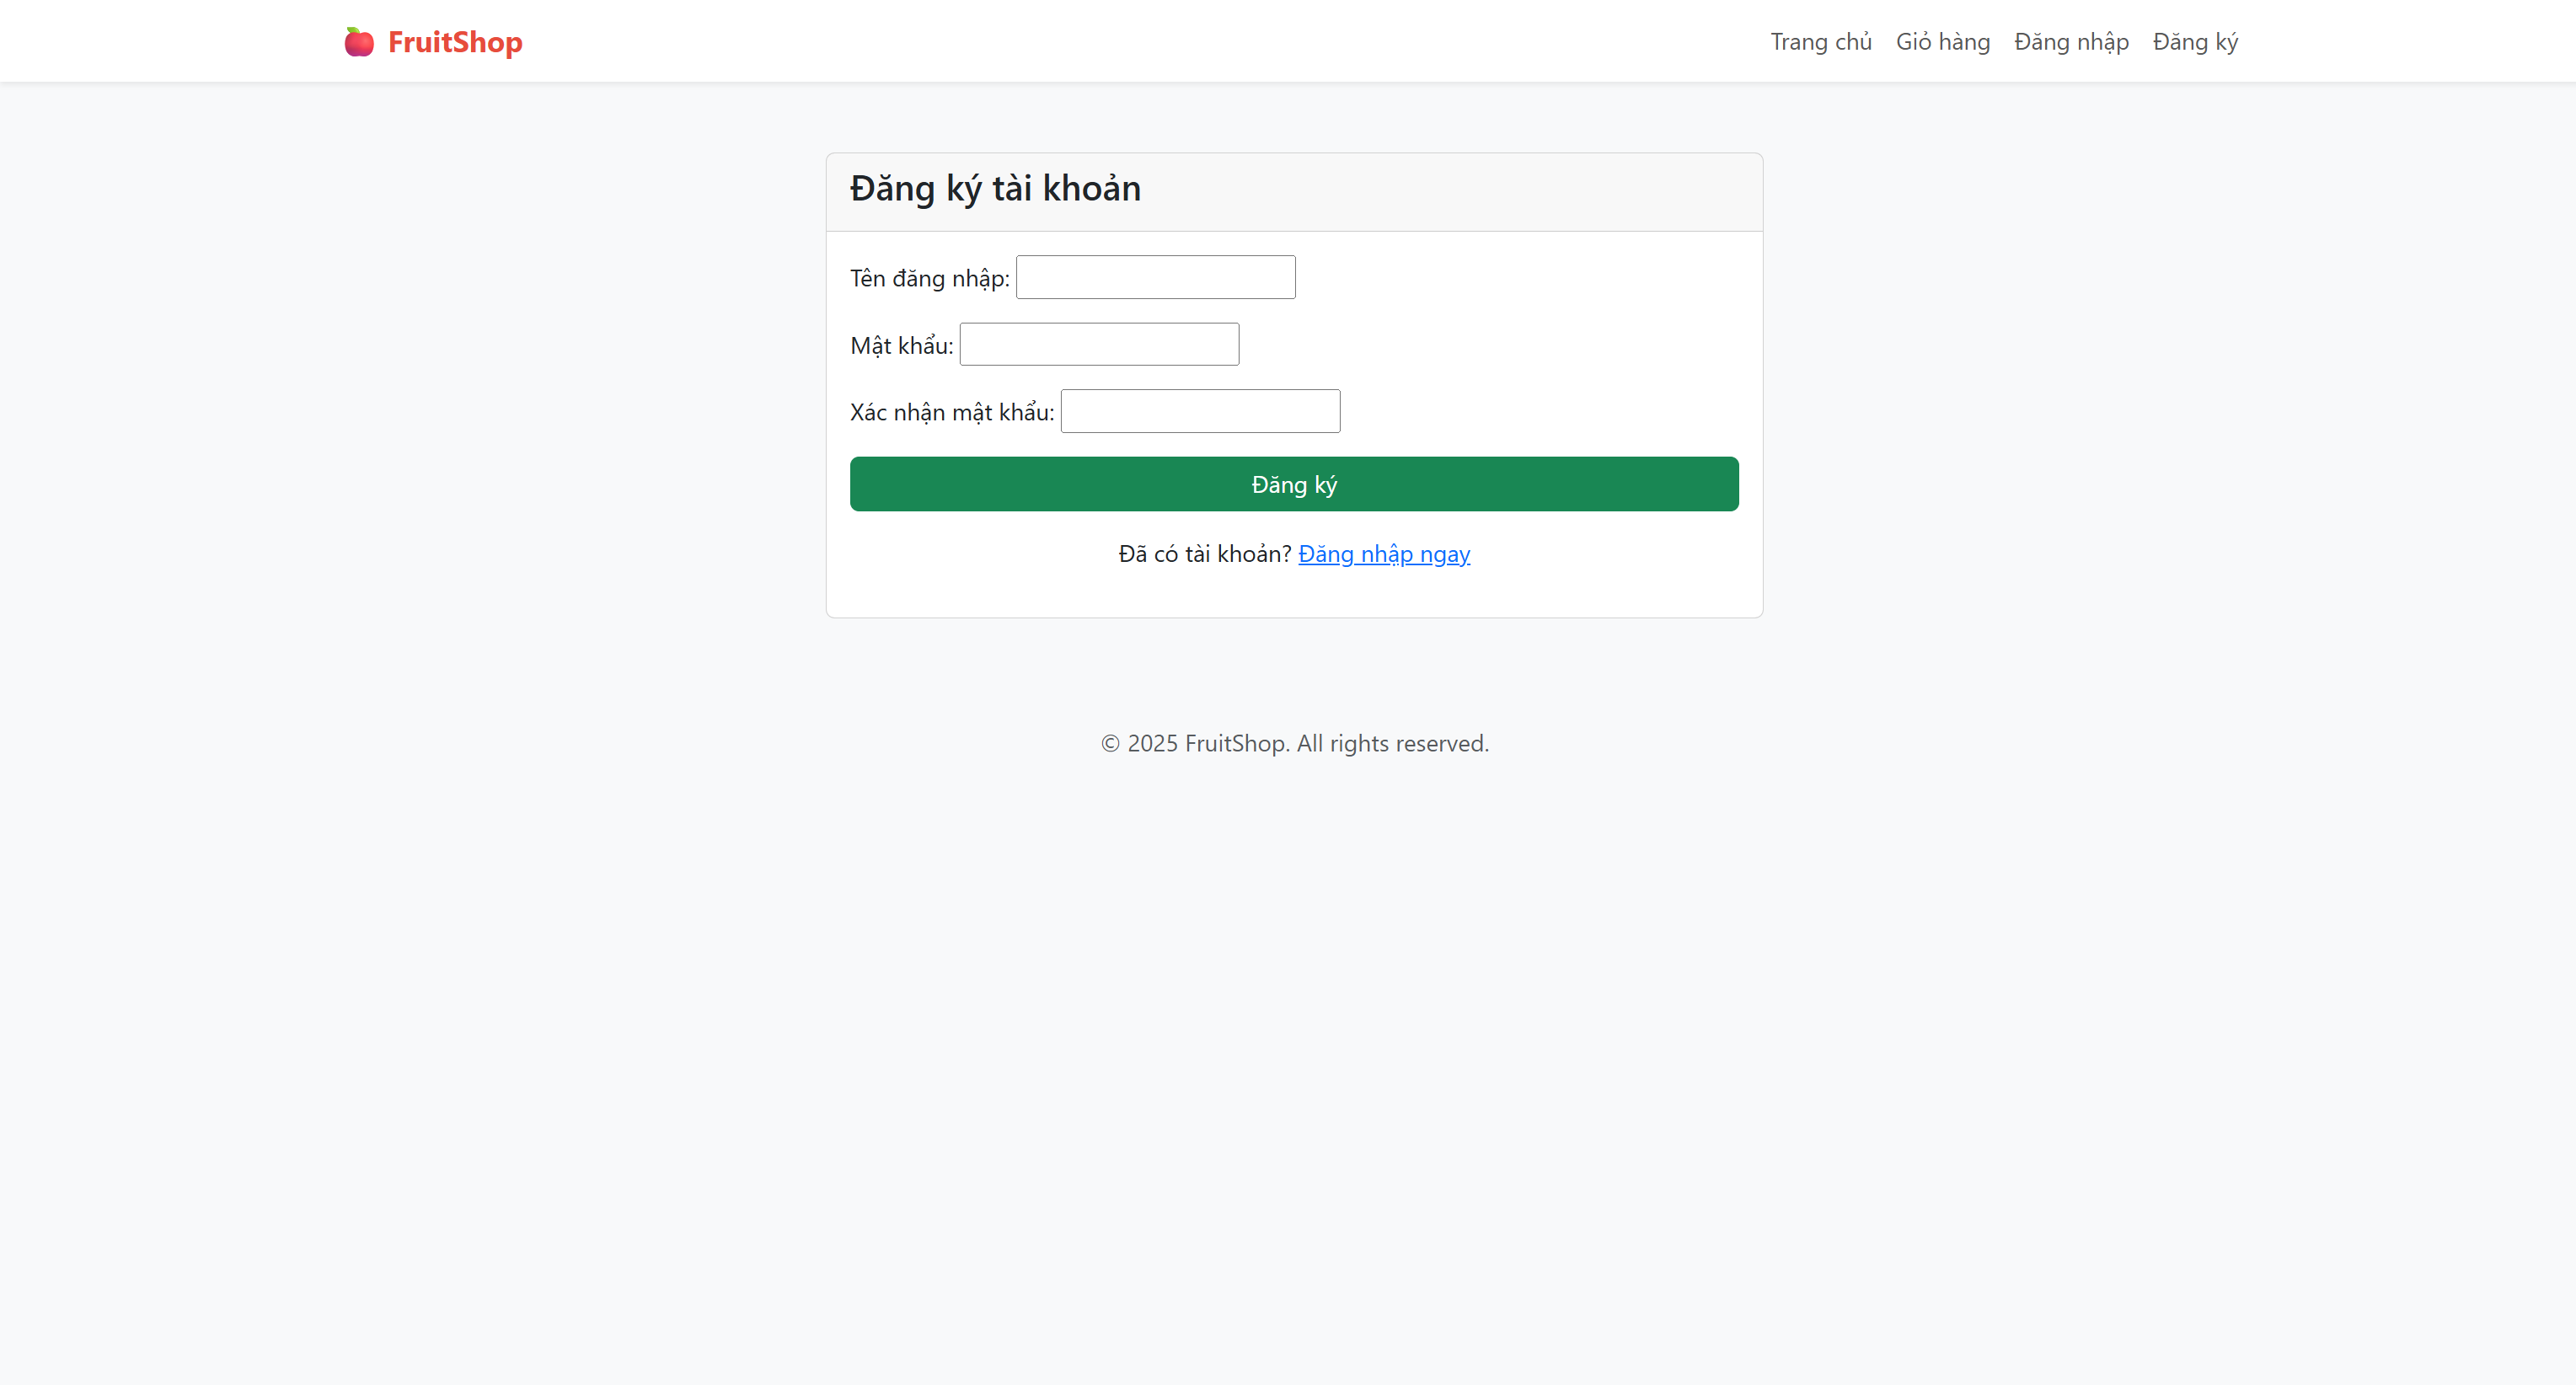 FruitShop
Trang chủ Giỏ hàng Đăng nhập Đăng ký
Đăng ký tài khoản
Tên đăng nhập:
Mật khẩu:
Xác nhận mật khẩu:
Đăng ký
Đã có tài khoản? Đăng nhập ngay
© 2025 FruitShop. All rights reserved.